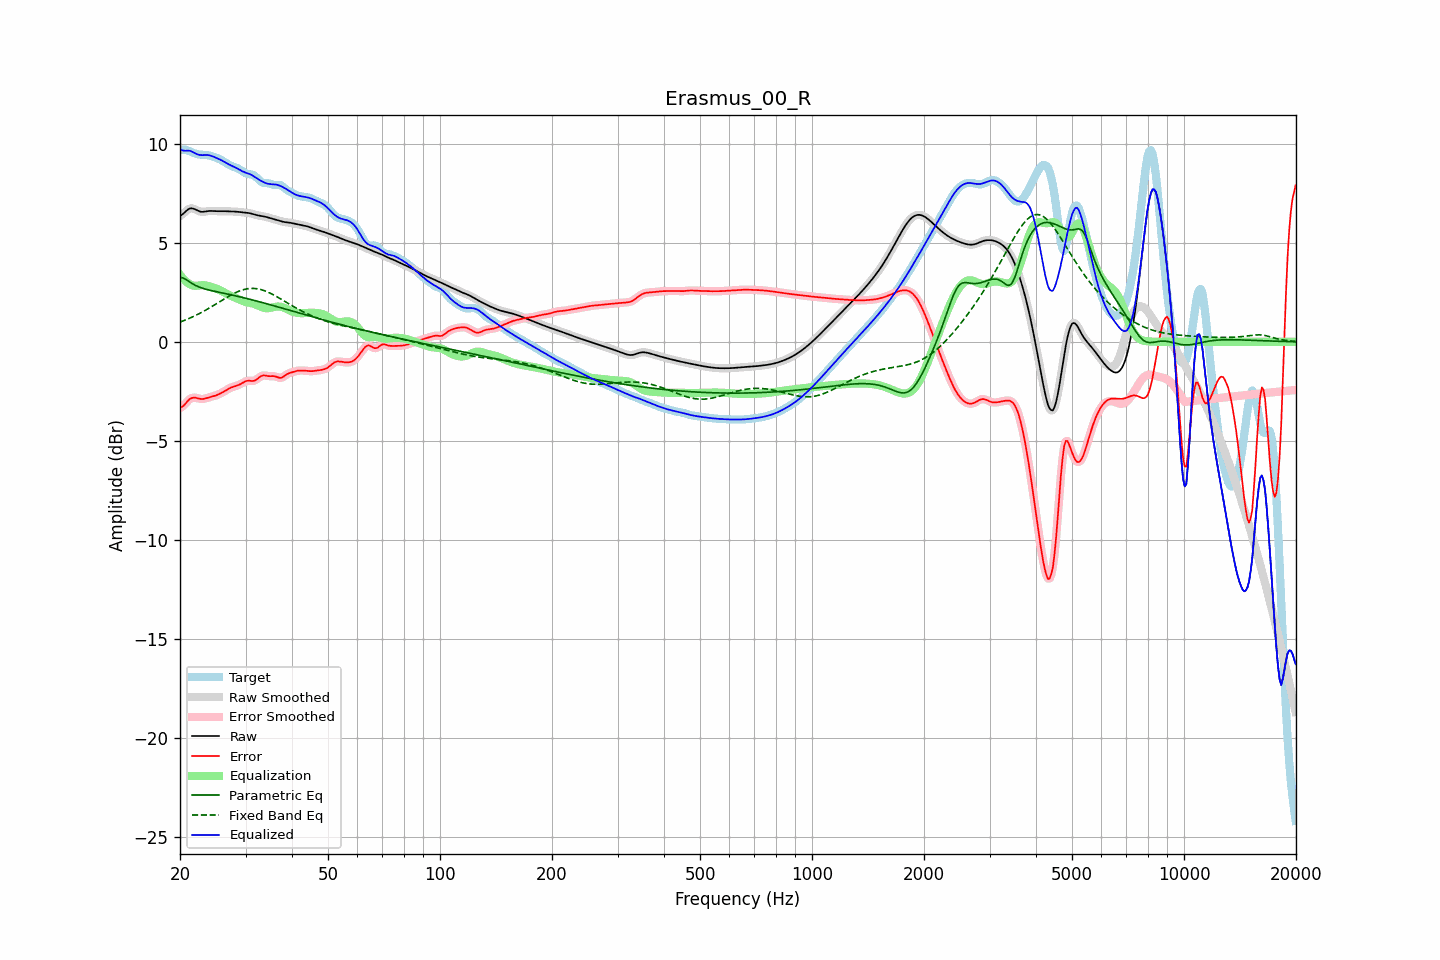 Erasmus_00_R
Amplitude (dBr)
10
5
0
−5
−10
−15
−20
−25
Target
Raw Smoothed
Error Smoothed
Raw
Error
Equalization
Parametric Eq
Fixed Band Eq
Equalized
20 50 100 200 500 1000 2000 5000 10000 20000
Frequency (Hz)